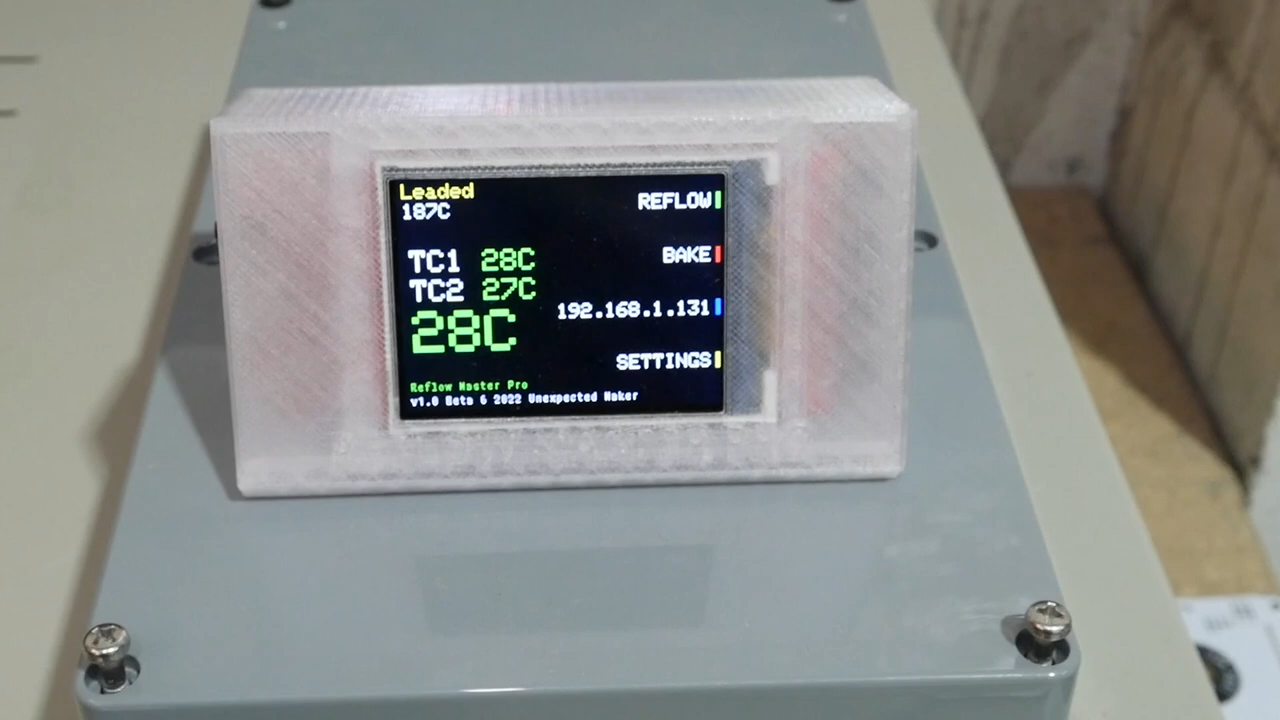 Leaded
187C
REFLOW
BAKE
TC1 28C
TC2 27C
28C
192.168.1.131
SETTINGS
Reflow Master Pro
v1.0 Beta 6 2022 Unexpected Maker